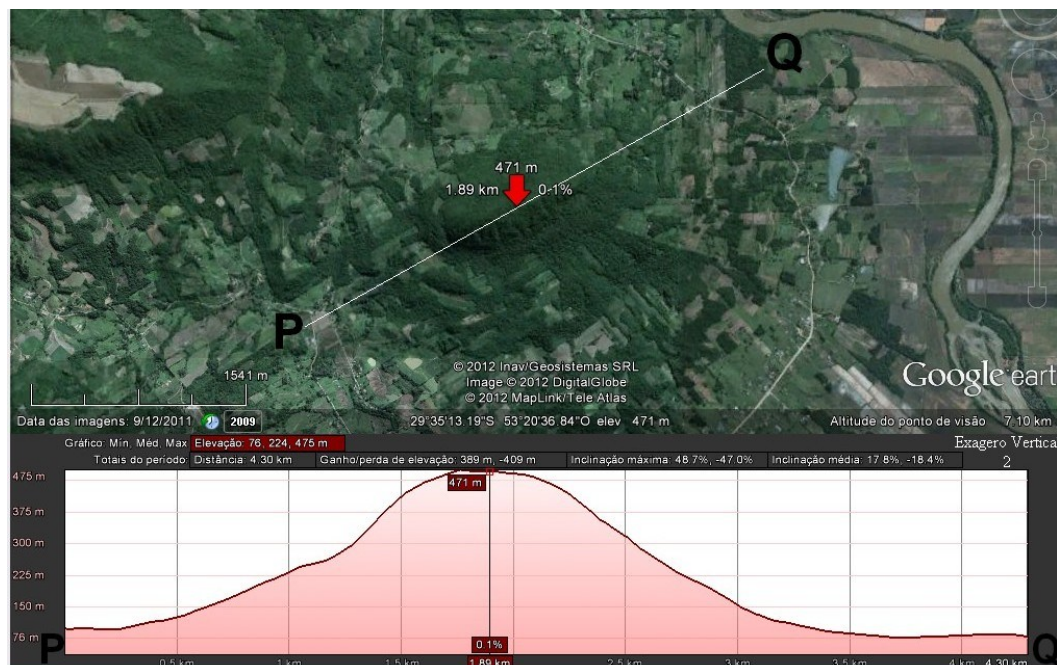 Q
471 m
1.89 km 0.1%
P
1541 m
© 2012 Inav/Geosistemas SRL
Image © 2012 DigitalGlobe
© 2012 MapLink/Tele Atlas
Google eart
Data das imagens: 9/12/2011 2009 29°35'13.19"S 53°20'36.84"O elev 471 m Altitude do ponto de visão 7.10 km
Gráfico: Mín, Méd, Max Elevação: 76, 224, 475 m Exagero Vertica
Totais do período: Distância: 4.30 km Ganho/perda de elevação: 389 m, -409 m Inclinação máxima: 48.7%, -47.0% Inclinação média: 17.8%, -18.4% 2
475 m
471 m
375 m
300 m
225 m
150 m
76 m
P 0.1% Q
0.5 km 1 km 1.5 km 1.89 km 2.5 km 3 km 3.5 km 4 km 4.30 km